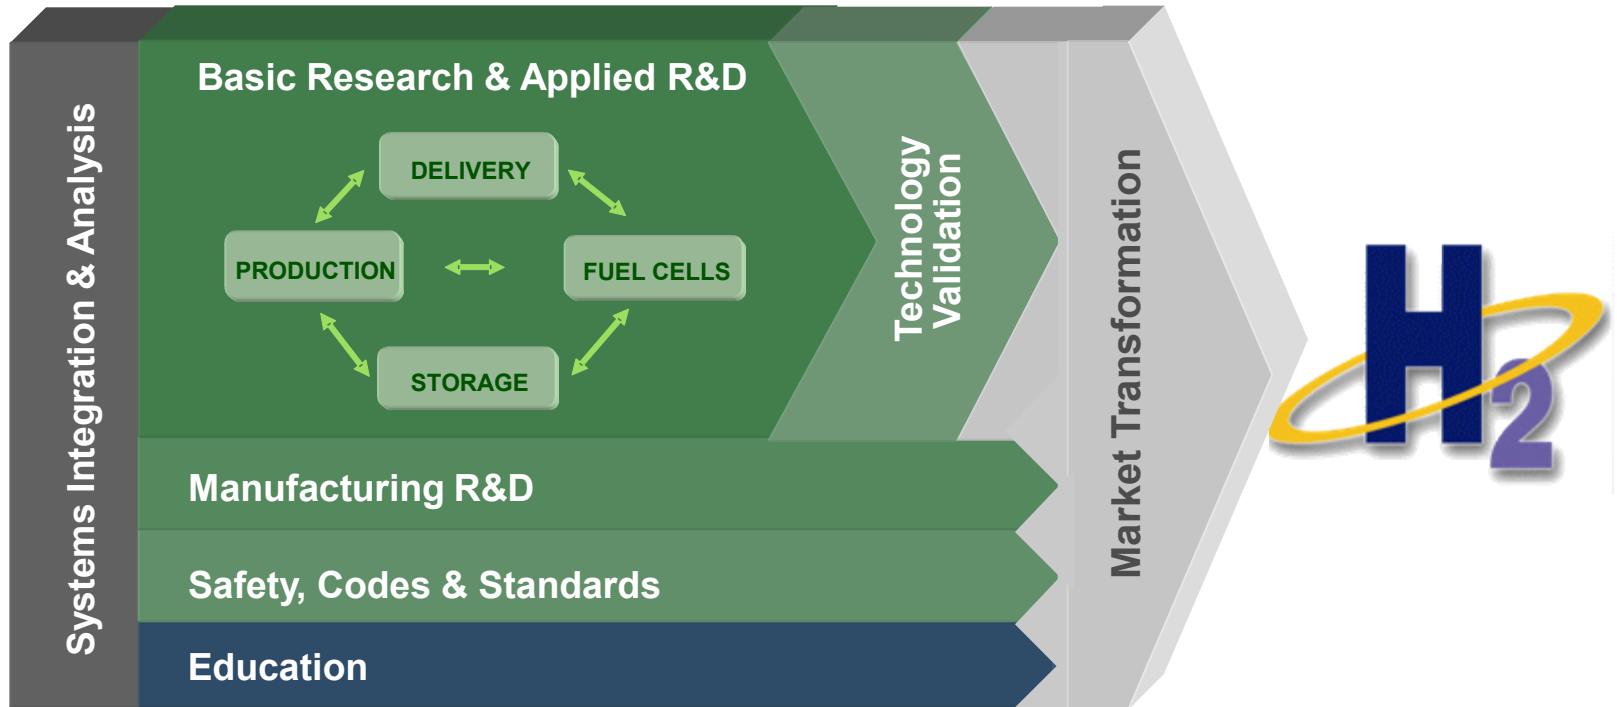 Systems Integration & Analysis
Basic Research & Applied R&D
DELIVERY
PRODUCTION
FUEL CELLS
STORAGE
Technology
Validation
Manufacturing R&D
Safety, Codes & Standards
Education
Market Transformation
H2